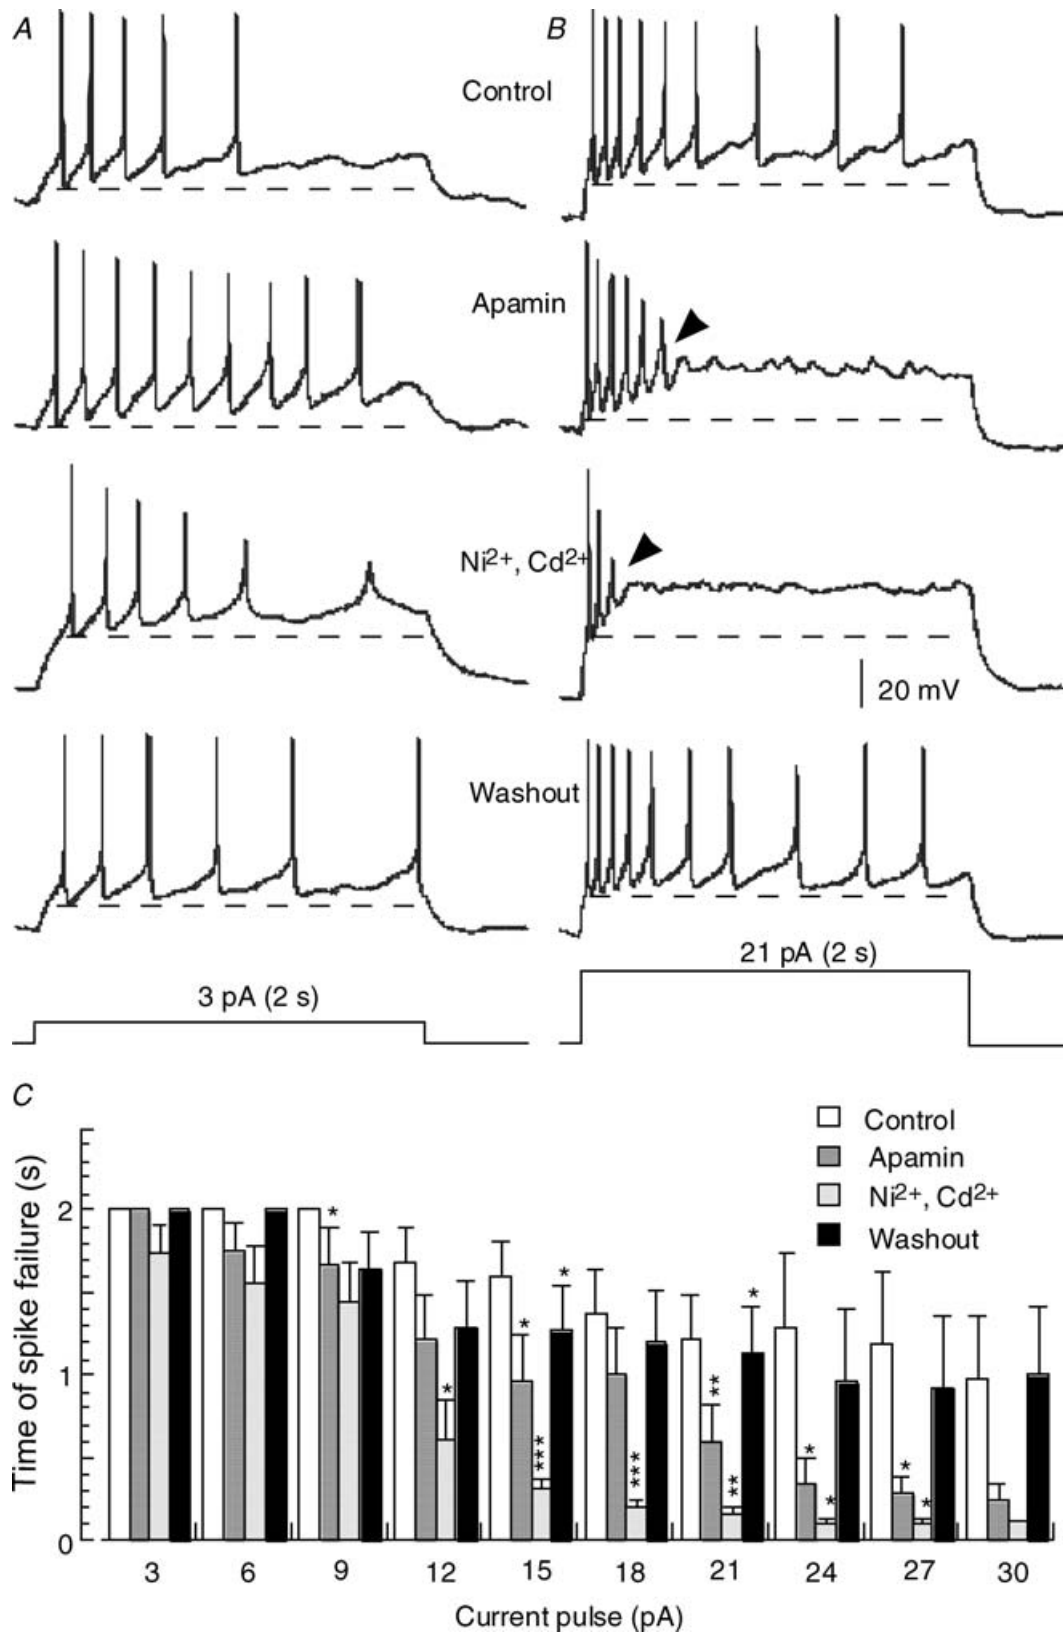 A
B
Control
Apamin
Ni2+, Cd2+
20 mV
Washout
21 pA (2 s)
3 pA (2 s)
C
Control
Apamin
Ni2+, Cd2+
Washout
Time of spike failure (s)
2
1
0
* * * *** * *** ** ** * * * * *
3 6 9 12 15 18 21 24 27 30
Current pulse (pA)